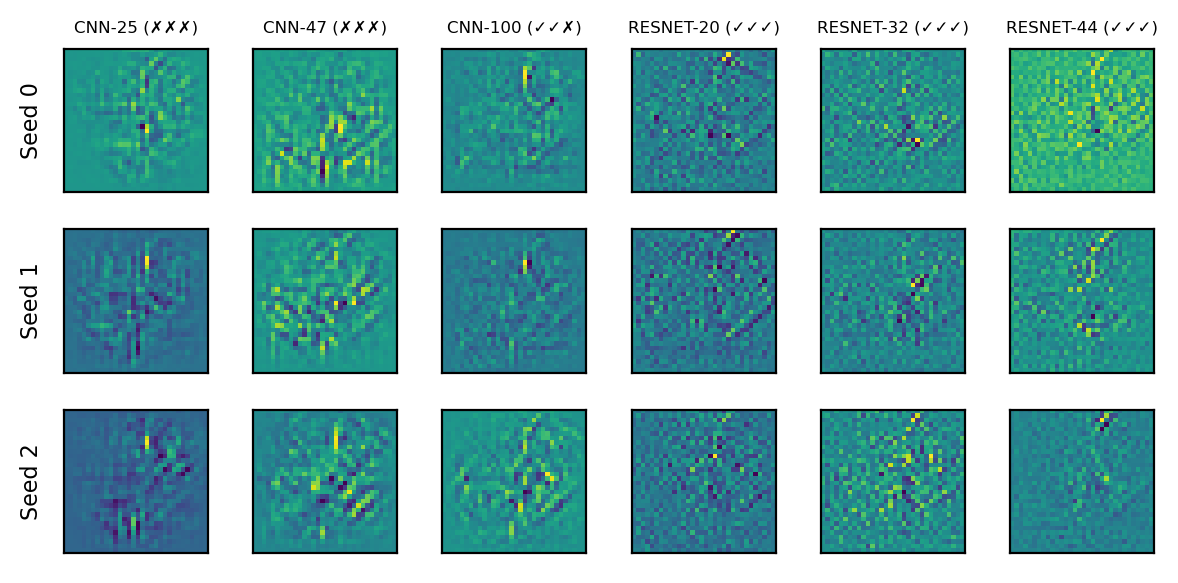 CNN-25 (✗✗✗) CNN-47 (✗✗✗) CNN-100 (✓✓✗) RESNET-20 (✓✓✓) RESNET-32 (✓✓✓) RESNET-44 (✓✓✓)
Seed 0
Seed 1
Seed 2